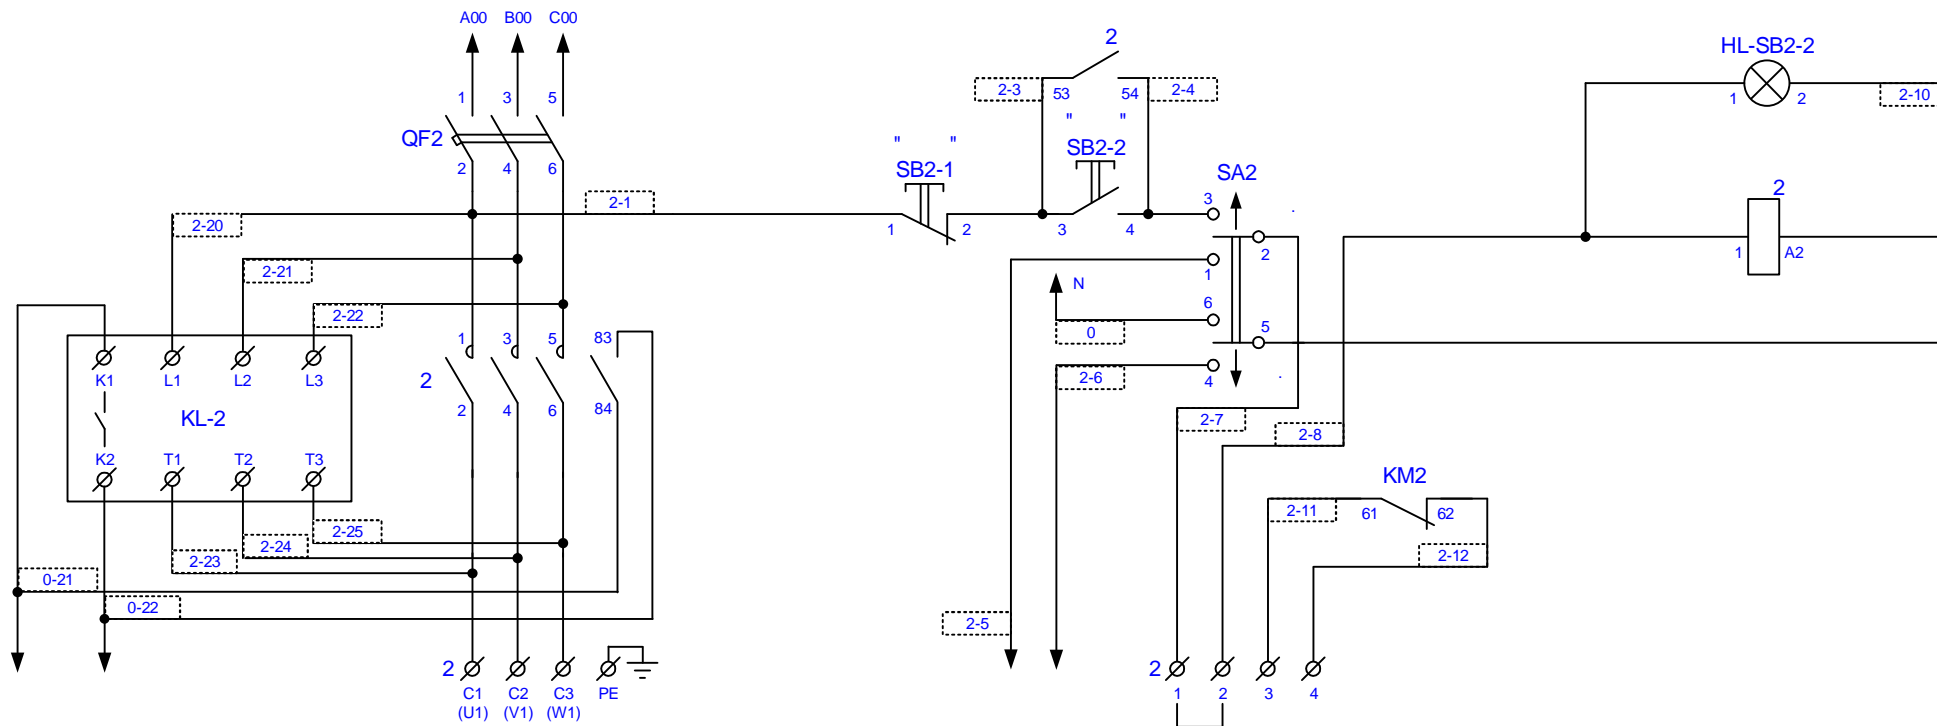 A00 B00 C00
2
HL-SB2-2
1 3 5
2-3 53 54 2-4
1 2 2-10
QF2
" "
" "
SB2-2
2 4 6
SB2-1
SA2
2
2-1
3 .
2-20
1 2 3 4
2
1 A2
2-21
1
N
2-22
6
0
5
1 3 5 83
K1 L1 L2 L3
2
2-6
4 .
2 4 6 84
KL-2
2-7
2-8
K2 T1 T2 T3
KM2
2-11 61 62
2-25
2-24
2-23
2-12
0-21
0-22
2-5
2
C1 C2 C3 PE
(U1) (V1) (W1)
2
1 2 3 4